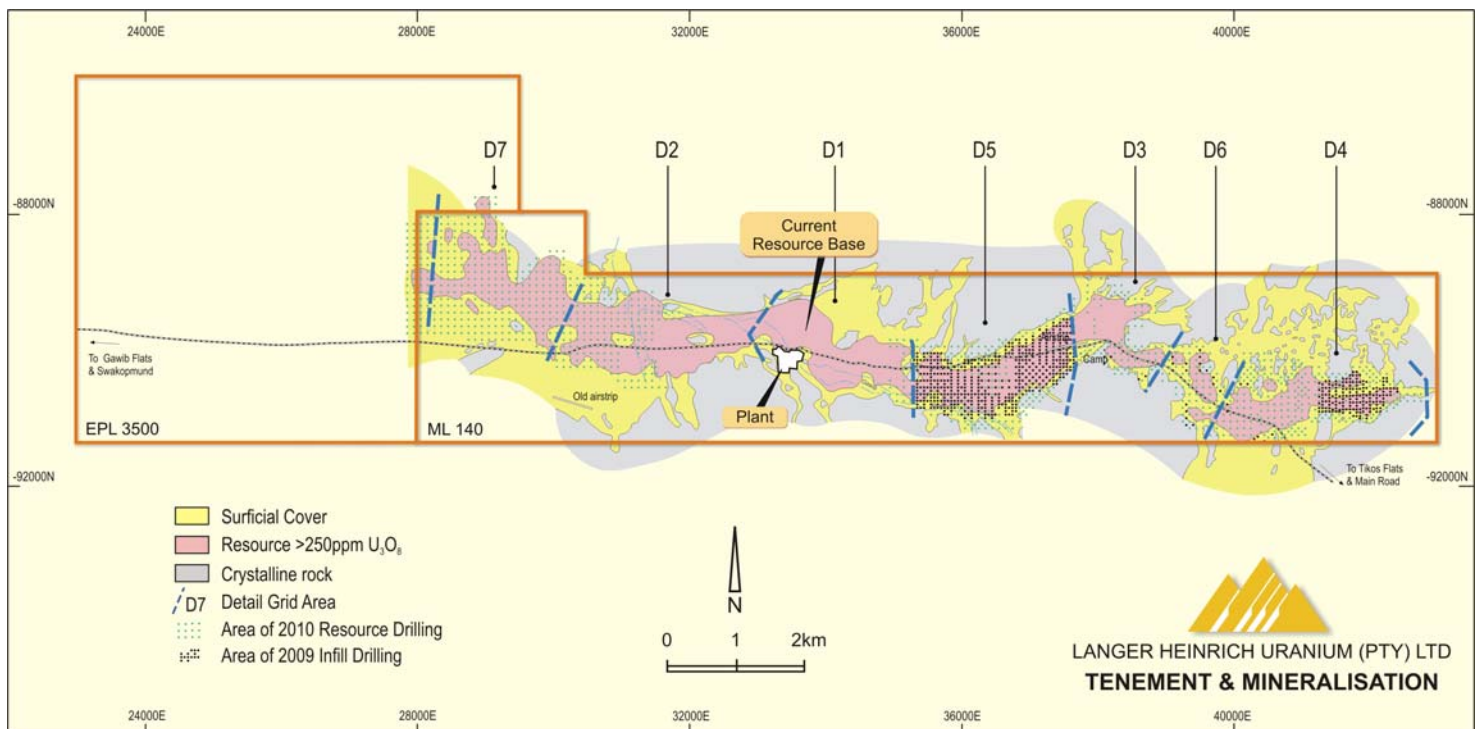 24000E
28000E
32000E
36000E
40000E
D7
D2
D1
D5
D3
D6
D4
-88000N
-88000N
Current
Resource Base
To Gawib Flats
& Swakopmund
Camp
Old airstrip
Plant
EPL 3500
ML 140
To Tikos Flats
& Main Road
-92000N
-92000N
Surficial Cover
Resource >250ppm U₃O₈
Crystalline rock
D7 Detail Grid Area
Area of 2010 Resource Drilling
Area of 2009 Infill Drilling
N
0 1 2km
LANGER HEINRICH URANIUM (PTY) LTD
TENEMENT & MINERALISATION
24000E
28000E
32000E
36000E
40000E